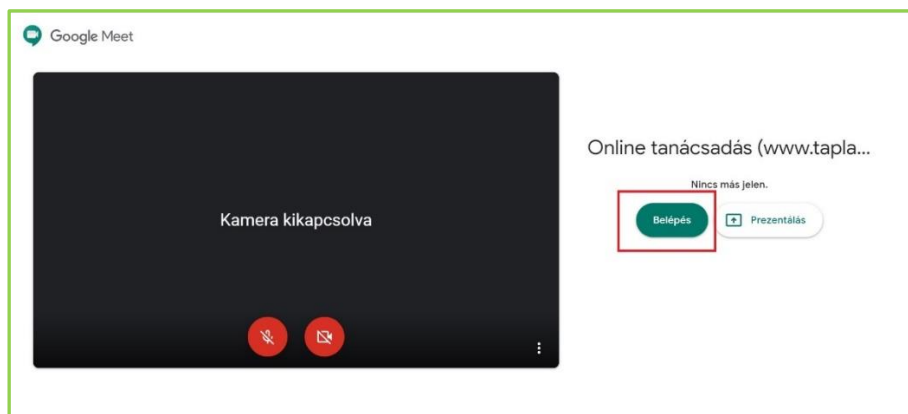 Google Meet
Online tanácsadás (www.tapla...
Nincs más jelen.
Kamera kikapcsolva
Belépés
Prezentálás